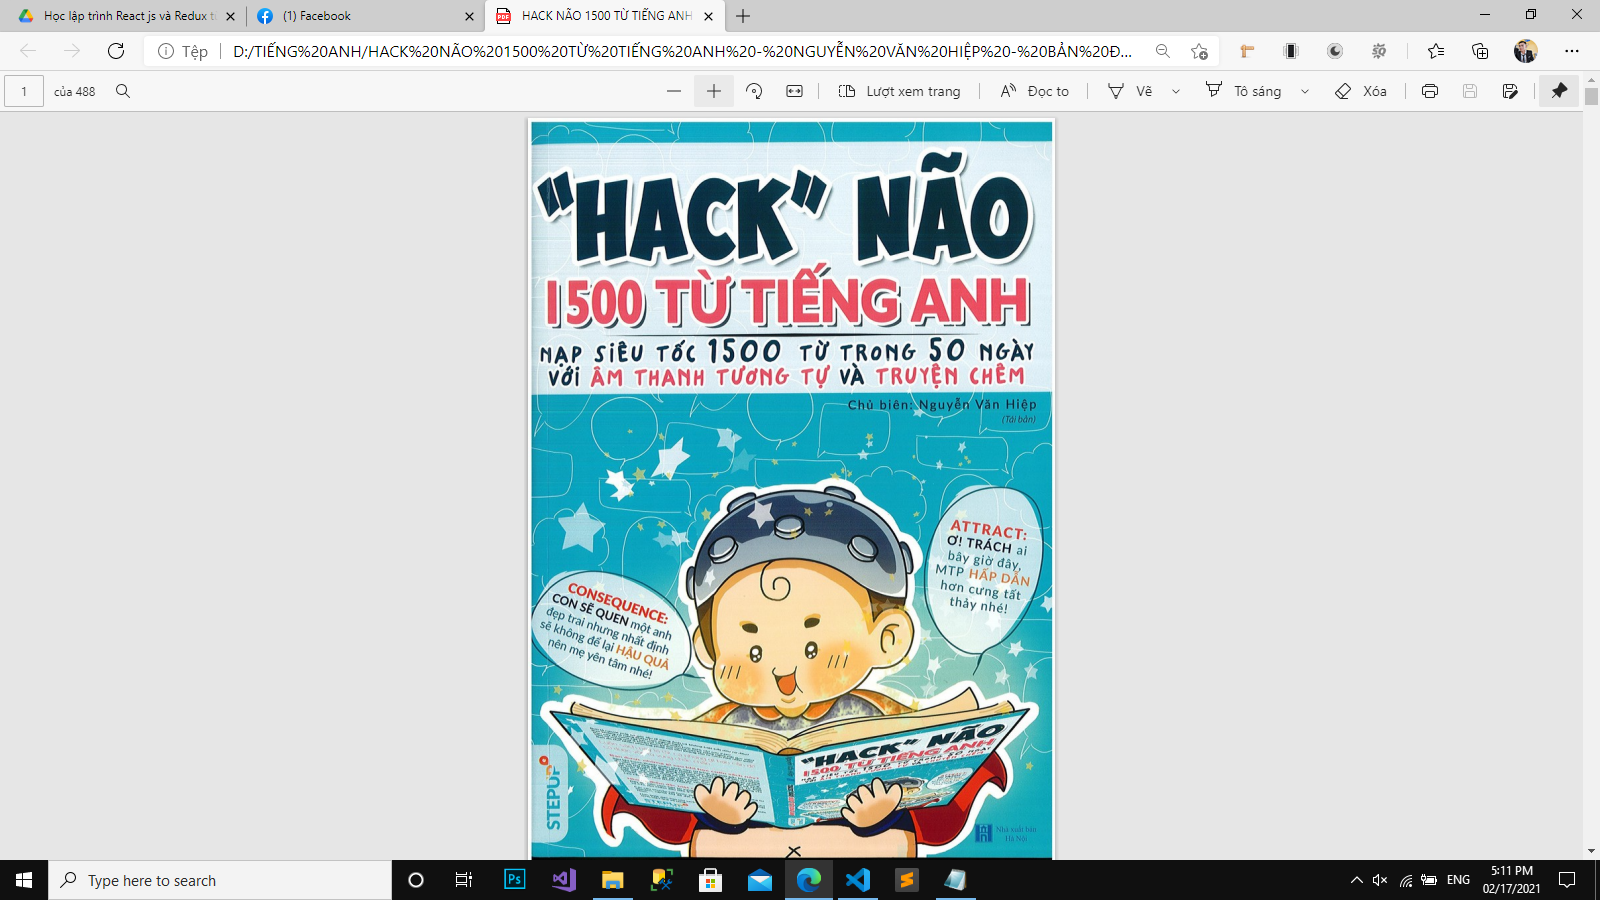 Học lập trình React js và Redux t
(1) Facebook
HACK NÃO 1500 TỪ TIẾNG ANH
Tệp
D:/TIẾNG%20ANH/HACK%20NÃO%201500%20TỪ%20TIẾNG%20ANH%20-%20NGUYỄN%20VĂN%20HIỆP%20-%20BẢN%20Đ...
1
của 488
Lượt xem trang
Đọc to
Vẽ
Tô sáng
Xóa
"HACK" NÃO
1500 TỪ TIẾNG ANH
NẠP SIÊU TỐC 1500 TỪ TRONG 50 NGÀY
VỚI ÂM THANH TƯƠNG TỰ VÀ TRUYỆN CHÊM
Chủ biên: Nguyễn Văn Hiệp
(Tái bản)
ATTRACT:
Ơ! TRÁCH ai
bây giờ đây,
MTP HẤP DẪN
hơn cưng tất
thảy nhé!
CONSEQUENCE:
CON SẼ QUEN một anh
đẹp trai nhưng nhất định
sẽ không để lại HẬU QUẢ
nên mẹ yên tâm nhé!
"HACK" NÃO
1500 TỪ TIẾNG ANH
STEPUP
Nhà xuất bản
Hà Nội
Type here to search
Ps
ENG
5:11 PM
02/17/2021